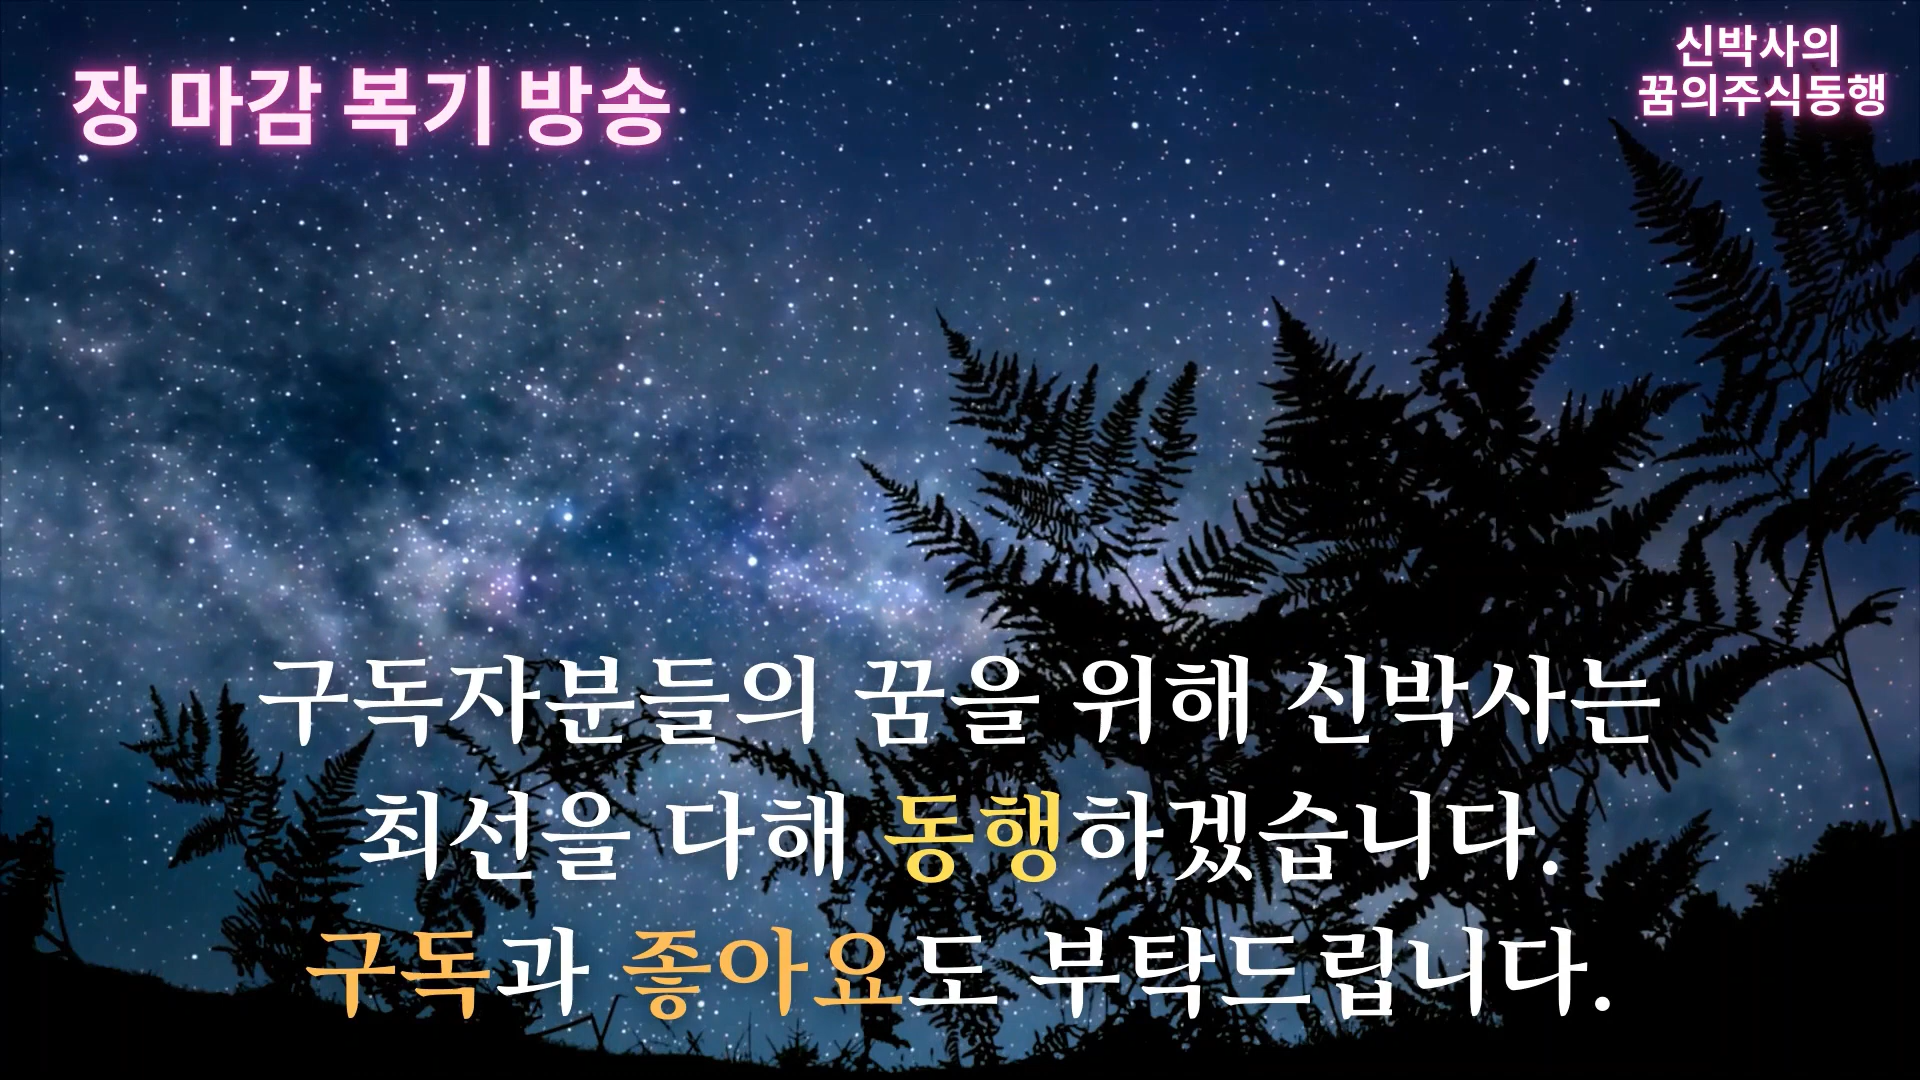 장 마감 복기 방송
신박사의
꿈의주식동행
구독자분들의 꿈을 위해 신박사는
최선을 다해 동행하겠습니다.
구독과 좋아요도 부탁드립니다.